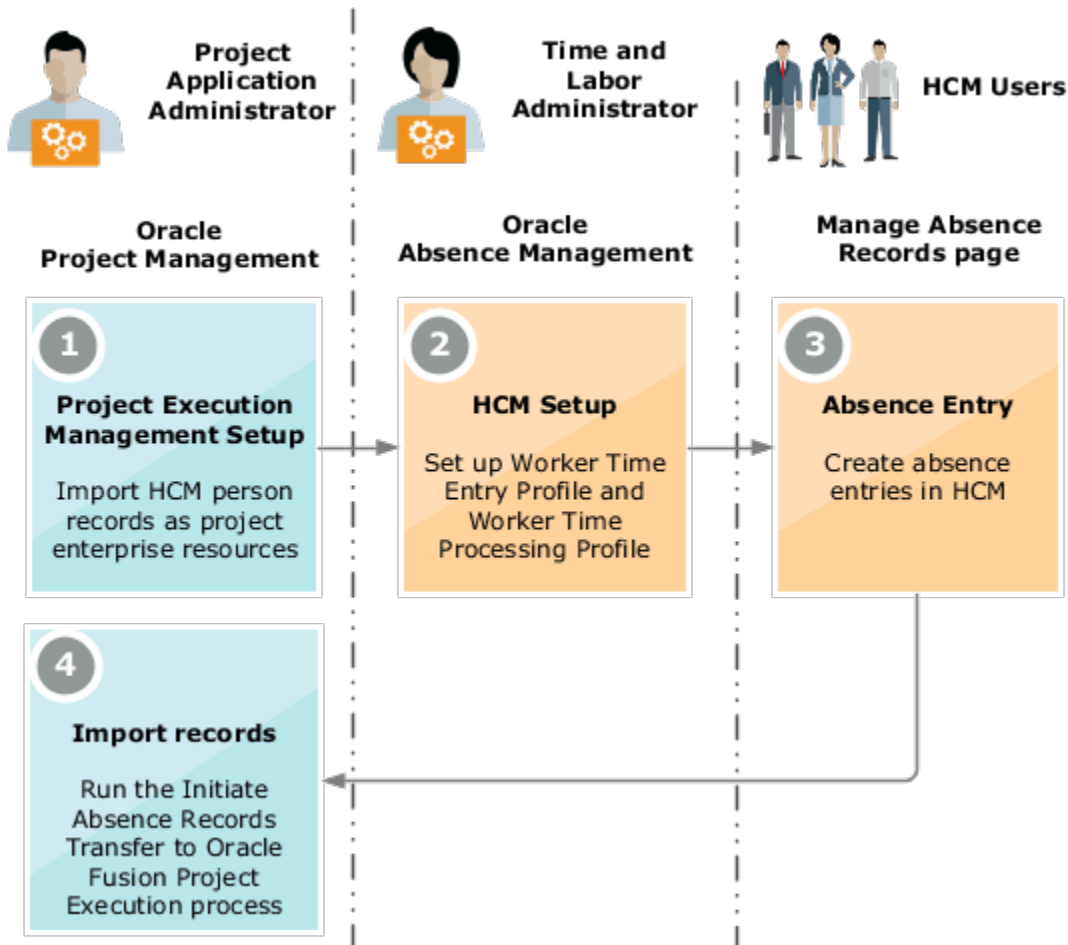 Project
Application
Administrator
Time and
Labor
Administrator
HCM Users
Oracle
Project Management
Oracle
Absence Management
Manage Absence
Records page
1
Project Execution
Management Setup
Import HCM person
records as project
enterprise resources
2
HCM Setup
Set up Worker Time
Entry Profile and
Worker Time
Processing Profile
3
Absence Entry
Create absence
entries in HCM
4
Import records
Run the Initiate
Absence Records
Transfer to Oracle
Fusion Project
Execution process